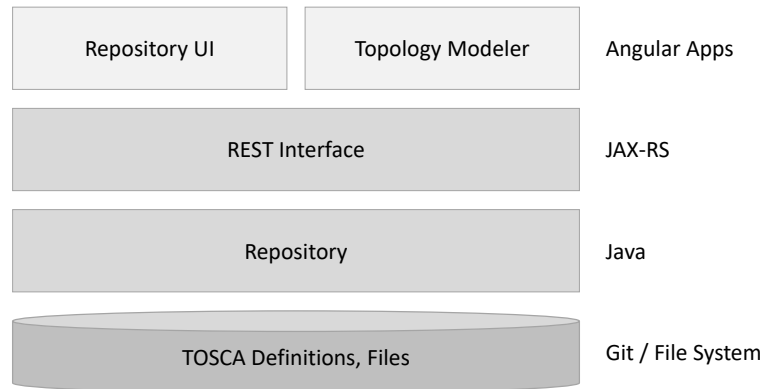 Repository UI
Topology Modeler
Angular Apps
REST Interface
JAX-RS
Repository
Java
TOSCA Definitions, Files
Git / File System